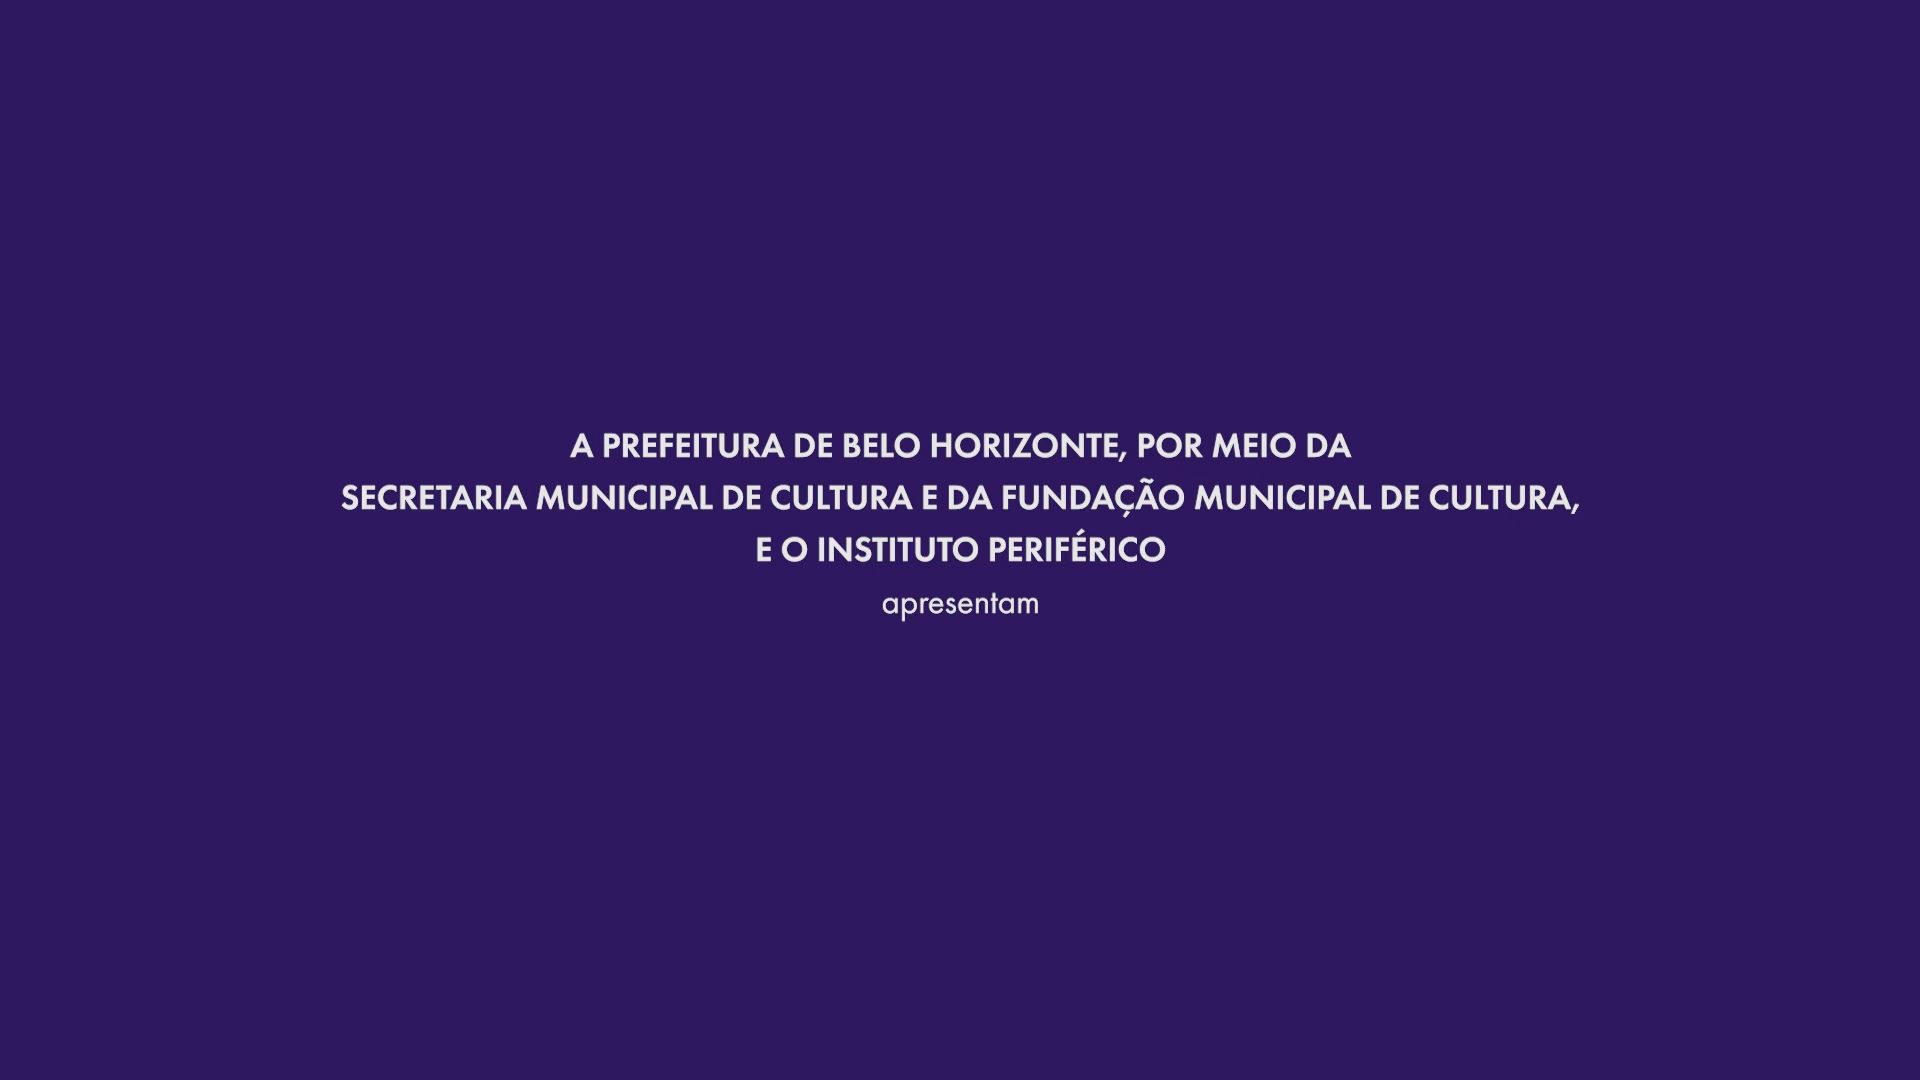 A PREFEITURA DE BELO HORIZONTE, POR MEIO DA
SECRETARIA MUNICIPAL DE CULTURA E DA FUNDAÇÃO MUNICIPAL DE CULTURA,
E O INSTITUTO PERIFÉRICO
apresentam